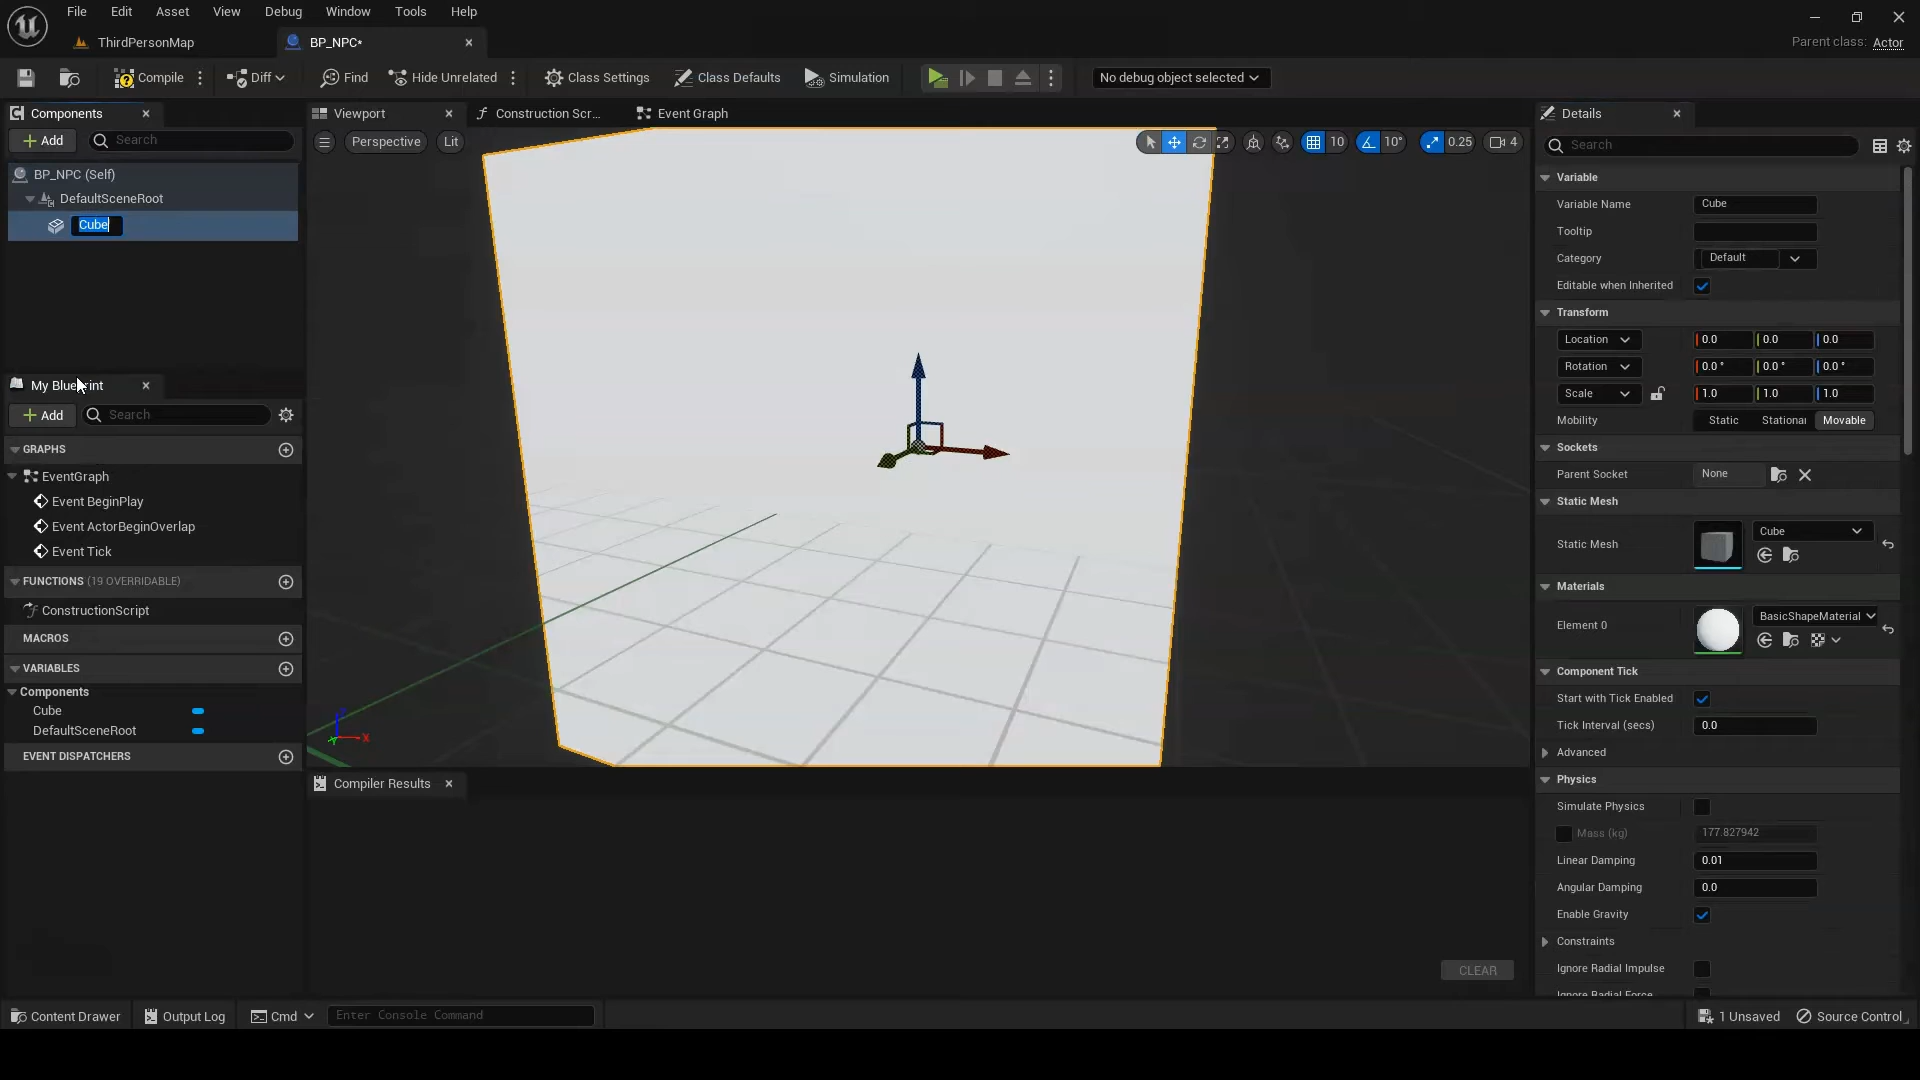 File Edit Asset View Debug Window Tools Help
ThirdPersonMap
BP_NPC*
Parent class: Actor
Compile
Diff
Find
Hide Unrelated
Class Settings
Class Defaults
Simulation
No debug object selected
Components
Add
Search
BP_NPC (Self)
DefaultSceneRoot
Cube
My Blueprint
Add
Search
GRAPHS
EventGraph
Event BeginPlay
Event ActorBeginOverlap
Event Tick
FUNCTIONS (19 OVERRIDABLE)
ConstructionScript
MACROS
VARIABLES
Components
Cube
DefaultSceneRoot
EVENT DISPATCHERS
Viewport
Construction Scr...
Event Graph
Perspective
Lit
10
10°
0.25
4
X
Compiler Results
CLEAR
Details
Search
Variable
Variable Name Cube
Tooltip
Category Default
Editable when Inherited
Transform
Location 0.0 0.0 0.0
Rotation 0.0 ° 0.0 ° 0.0 °
Scale 1.0 1.0 1.0
Mobility Static Stationar Movable
Sockets
Parent Socket None
Static Mesh
Static Mesh Cube
Materials
Element 0 BasicShapeMaterial
Component Tick
Start with Tick Enabled
Tick Interval (secs) 0.0
Advanced
Physics
Simulate Physics
Mass (kg) 177.827942
Linear Damping 0.01
Angular Damping 0.0
Enable Gravity
Constraints
Ignore Radial Impulse
Ignore Radial Force
Content Drawer
Output Log
Cmd
Enter Console Command
1 Unsaved
Source Control